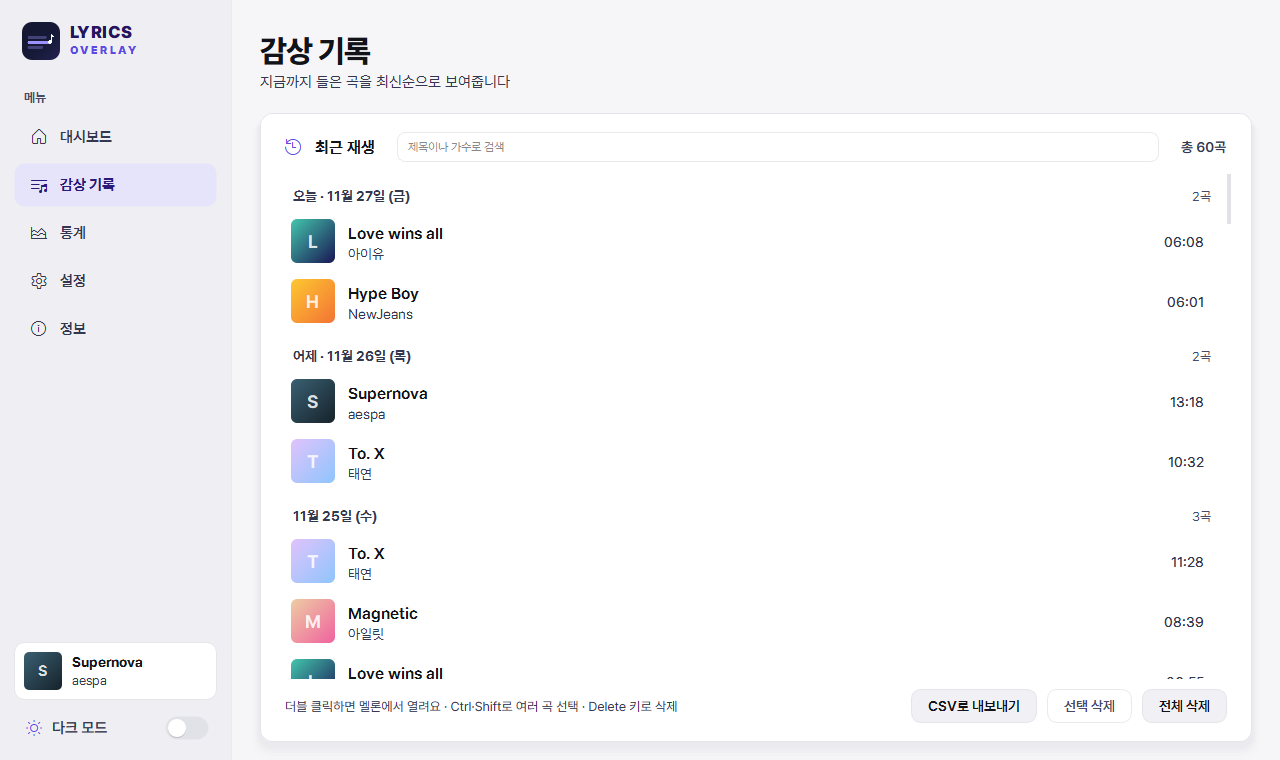 LYRICS
OVERLAY
메뉴
대시보드
감상 기록
통계
설정
정보
S
Supernova
aespa
다크 모드
감상 기록
지금까지 들은 곡을 최신순으로 보여줍니다
최근 재생
제목이나 가수로 검색
총 60곡
오늘 · 11월 27일 (금)
2곡
L
Love wins all
아이유
06:08
H
Hype Boy
NewJeans
06:01
어제 · 11월 26일 (목)
2곡
S
Supernova
aespa
13:18
T
To. X
태연
10:32
11월 25일 (수)
3곡
T
To. X
태연
11:28
M
Magnetic
아일릿
08:39
Love wins all
더블 클릭하면 멜론에서 열려요 · Ctrl·Shift로 여러 곡 선택 · Delete 키로 삭제
CSV로 내보내기
선택 삭제
전체 삭제